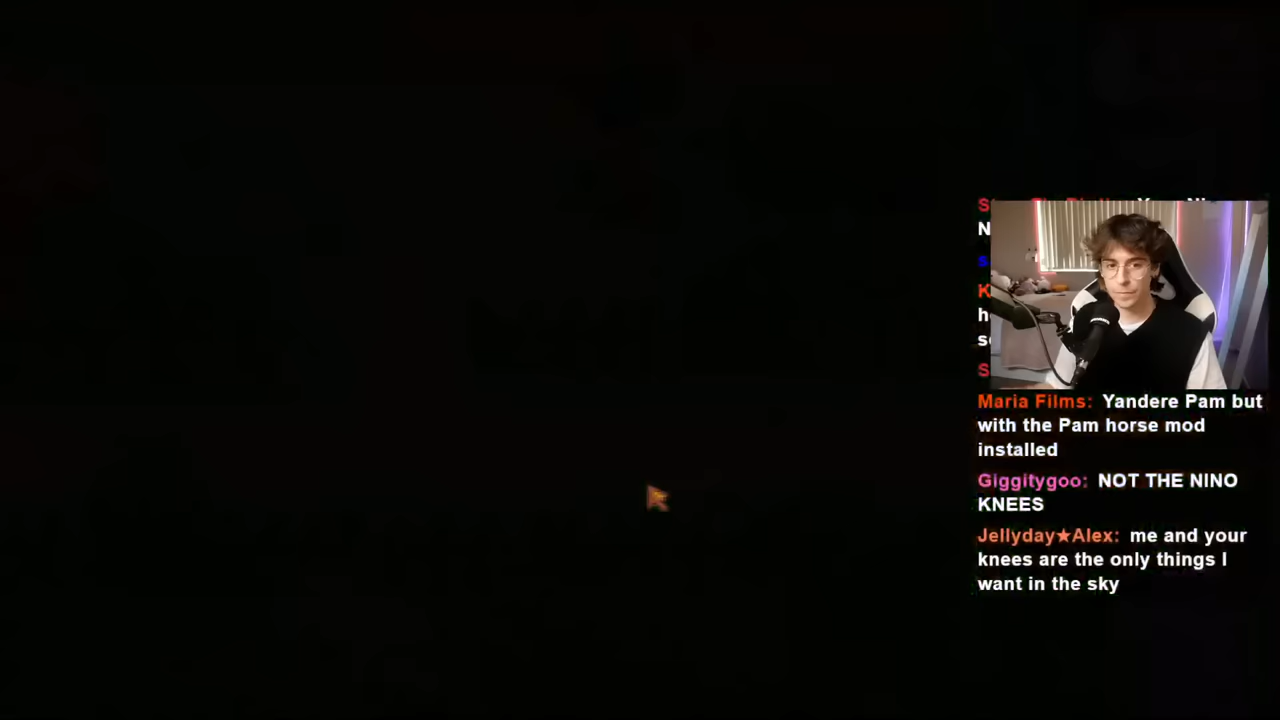 S
N
s
K
h
s
S
Maria Films: Yandere Pam but
with the Pam horse mod
installed
Giggitygoo: NOT THE NINO
KNEES
Jellyday★Alex: me and your
knees are the only things I
want in the sky